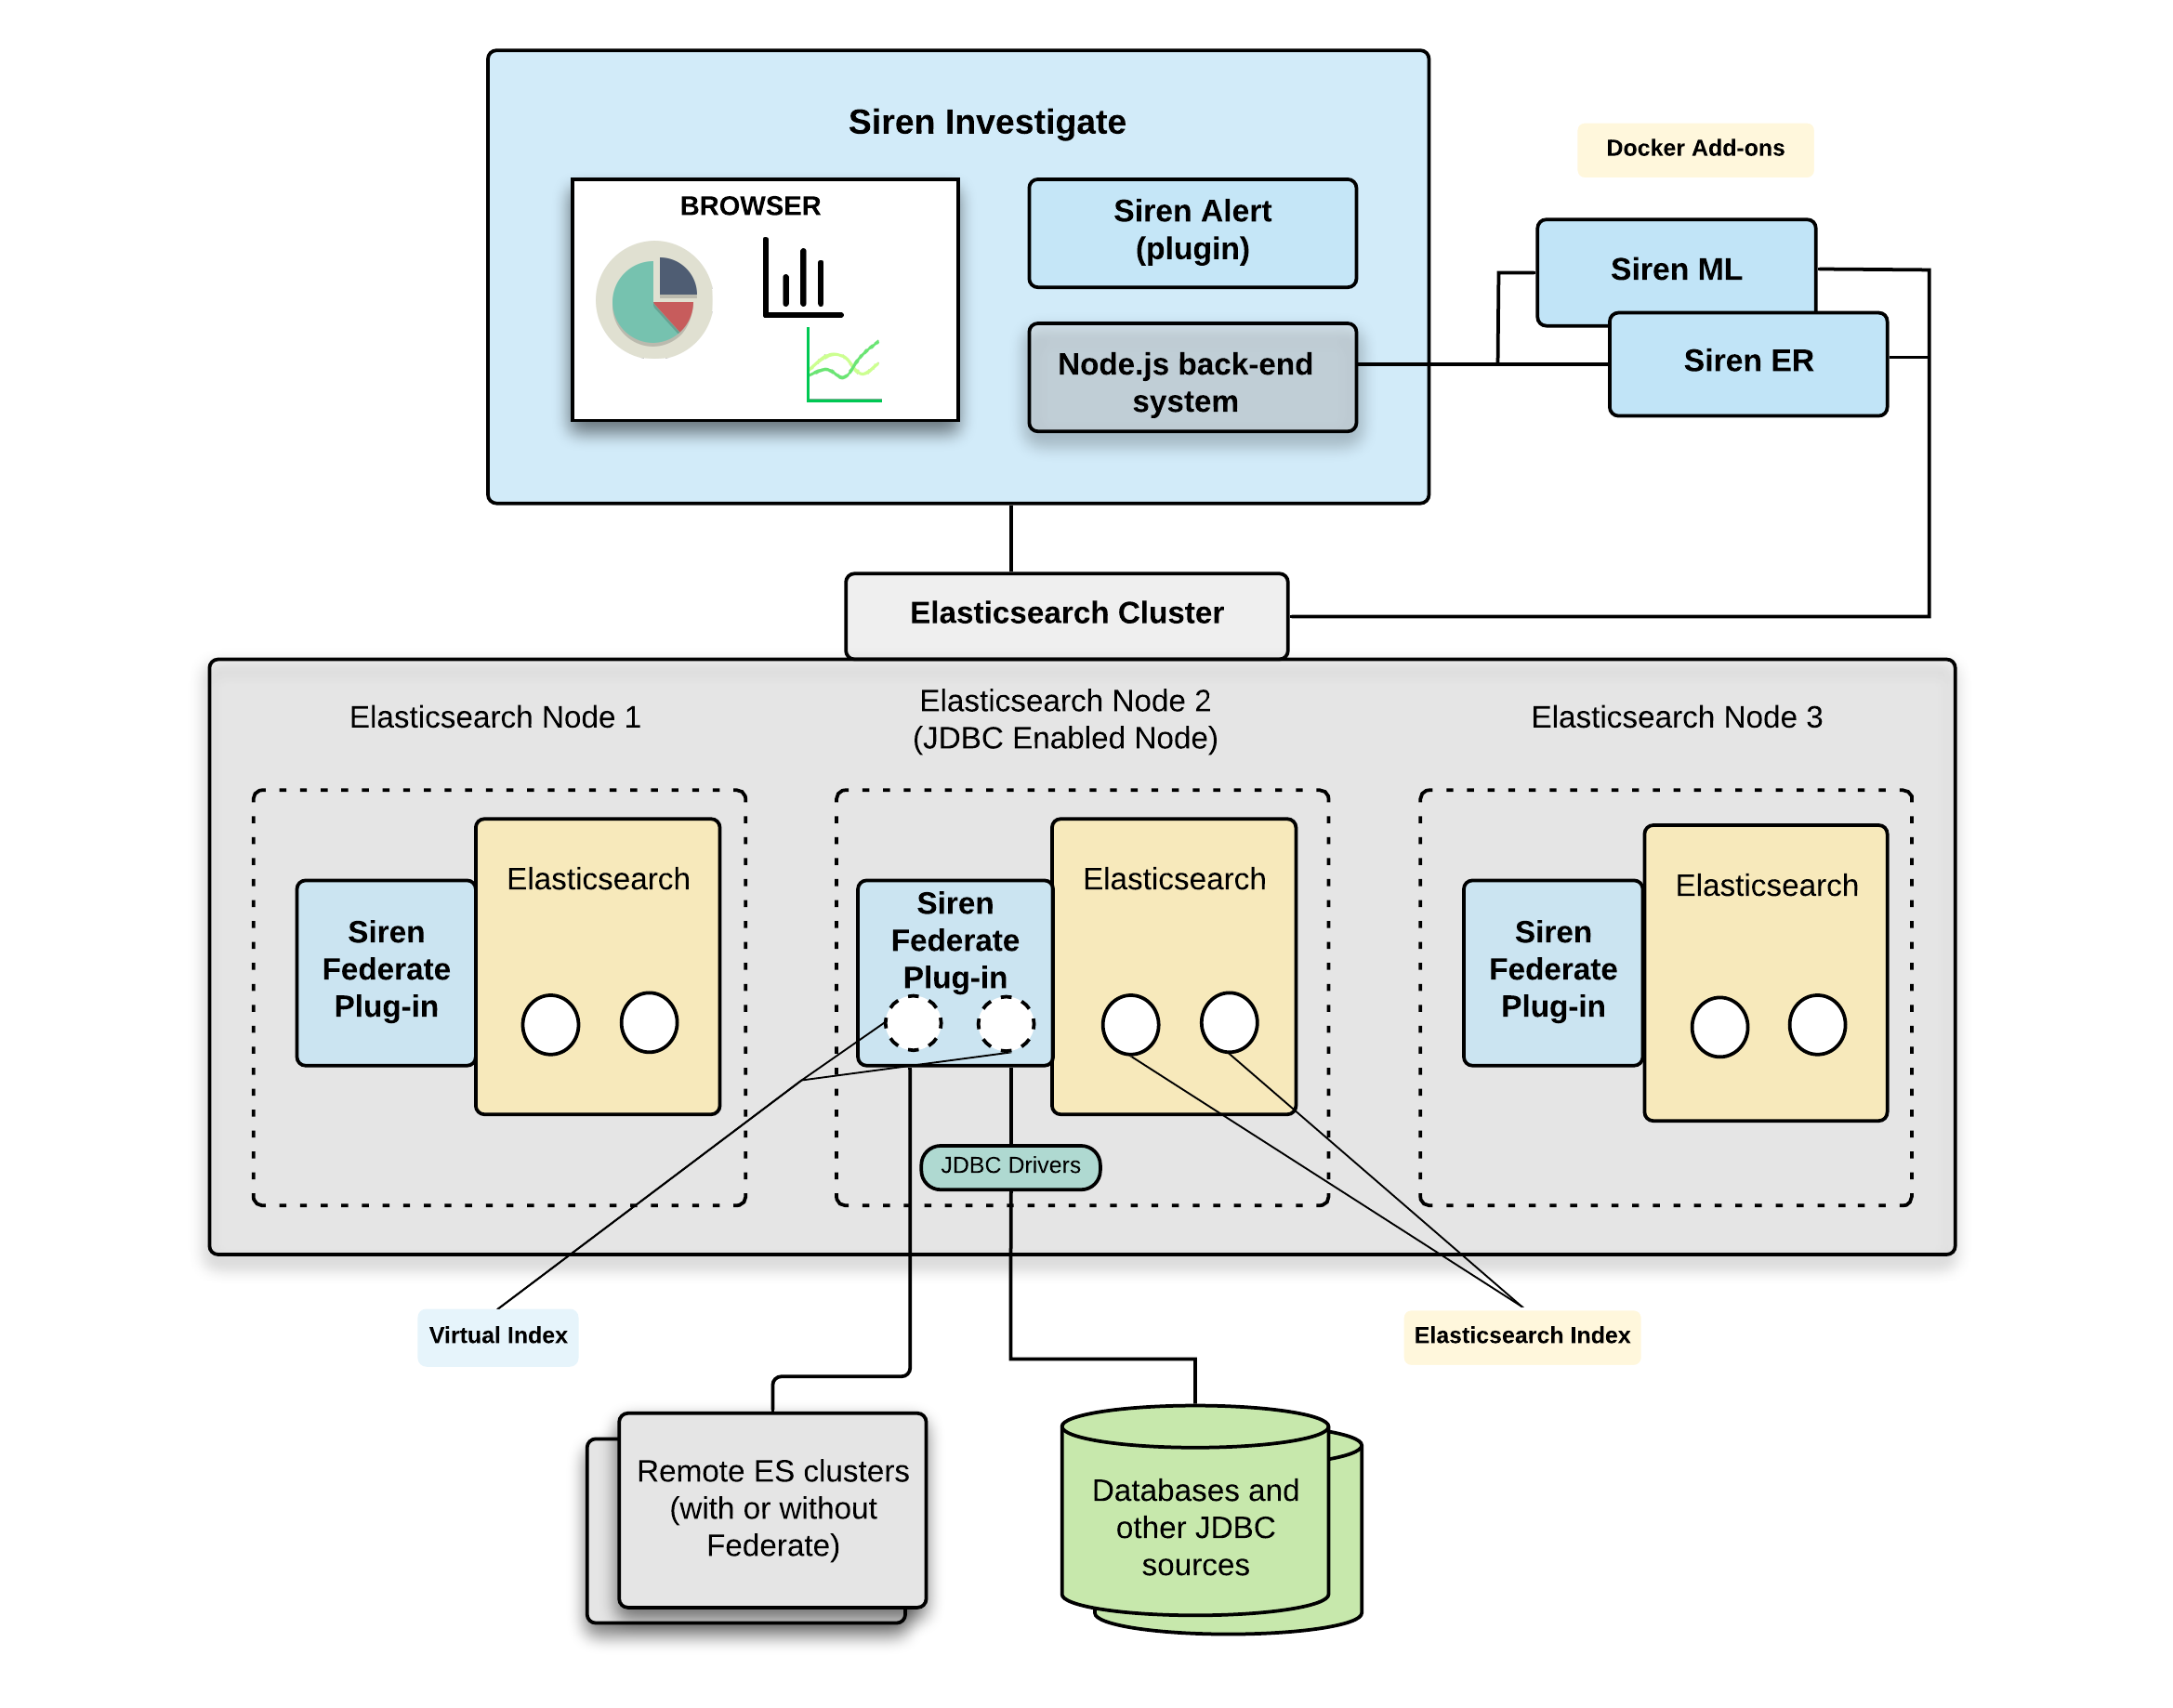 Siren Investigate
BROWSER
Siren Alert
(plugin)
Node.js back-end
system
Docker Add-ons
Siren ML
Siren ER
Elasticsearch Cluster
Elasticsearch Node 1
Elasticsearch Node 2
(JDBC Enabled Node)
Elasticsearch Node 3
Siren
Federate
Plug-in
Elasticsearch
Siren
Federate
Plug-in
Elasticsearch
JDBC Drivers
Siren
Federate
Plug-in
Elasticsearch
Virtual Index
Elasticsearch Index
Remote ES clusters
(with or without
Federate)
Databases and
other JDBC
sources